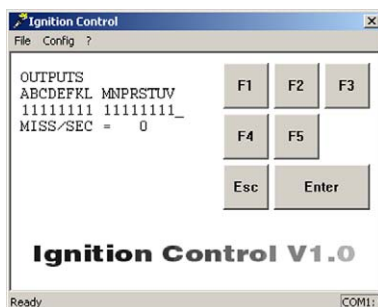 Ignition Control
File Config ?
OUTPUTS
ABCDEFKL MNPRSTUV
11111111 11111111_
MISS/SEC = 0
F1 F2 F3
F4 F5
Esc Enter
Ignition Control V1.0
Ready COM1: